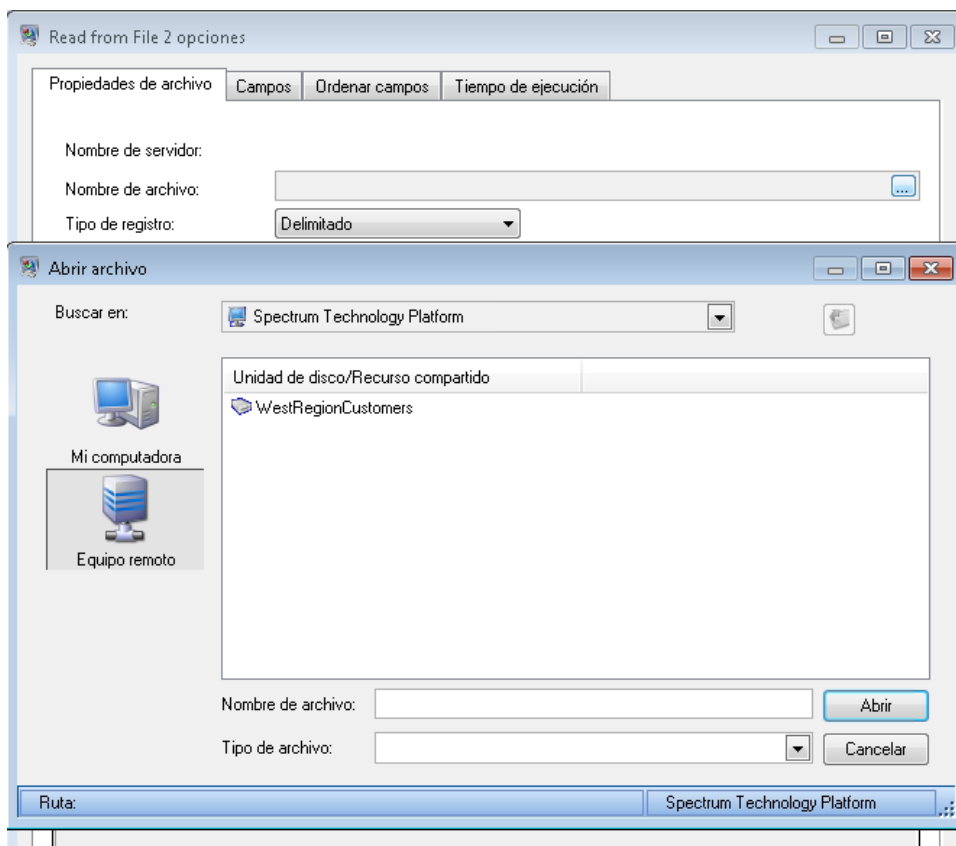 Read from File 2 opciones
Propiedades de archivo Campos Ordenar campos Tiempo de ejecución
Nombre de servidor:
Nombre de archivo: ...
Tipo de registro: Delimitado
Abrir archivo
Buscar en: Spectrum Technology Platform
Unidad de disco/Recurso compartido
WestRegionCustomers
Mi computadora
Equipo remoto
Nombre de archivo: Abrir
Tipo de archivo: Cancelar
Ruta: Spectrum Technology Platform